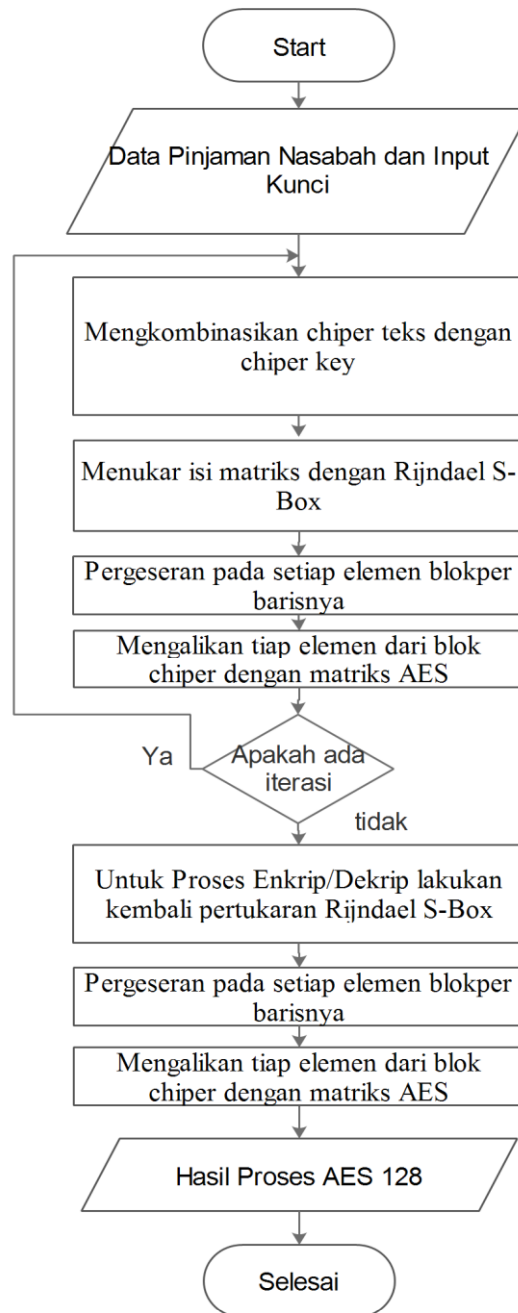 Start
Data Pinjaman Nasabah dan Input
Kunci
Mengkombinasikan chiper teks dengan
chiper key
Menukar isi matriks dengan Rijndael S-
Box
Pergeseran pada setiap elemen blokper
barisnya
Mengalikan tiap elemen dari blok
chiper dengan matriks AES
Ya
Apakah ada
iterasi
tidak
Untuk Proses Enkrip/Dekrip lakukan
kembali pertukaran Rijndael S-Box
Pergeseran pada setiap elemen blokper
barisnya
Mengalikan tiap elemen dari blok
chiper dengan matriks AES
Hasil Proses AES 128
Selesai